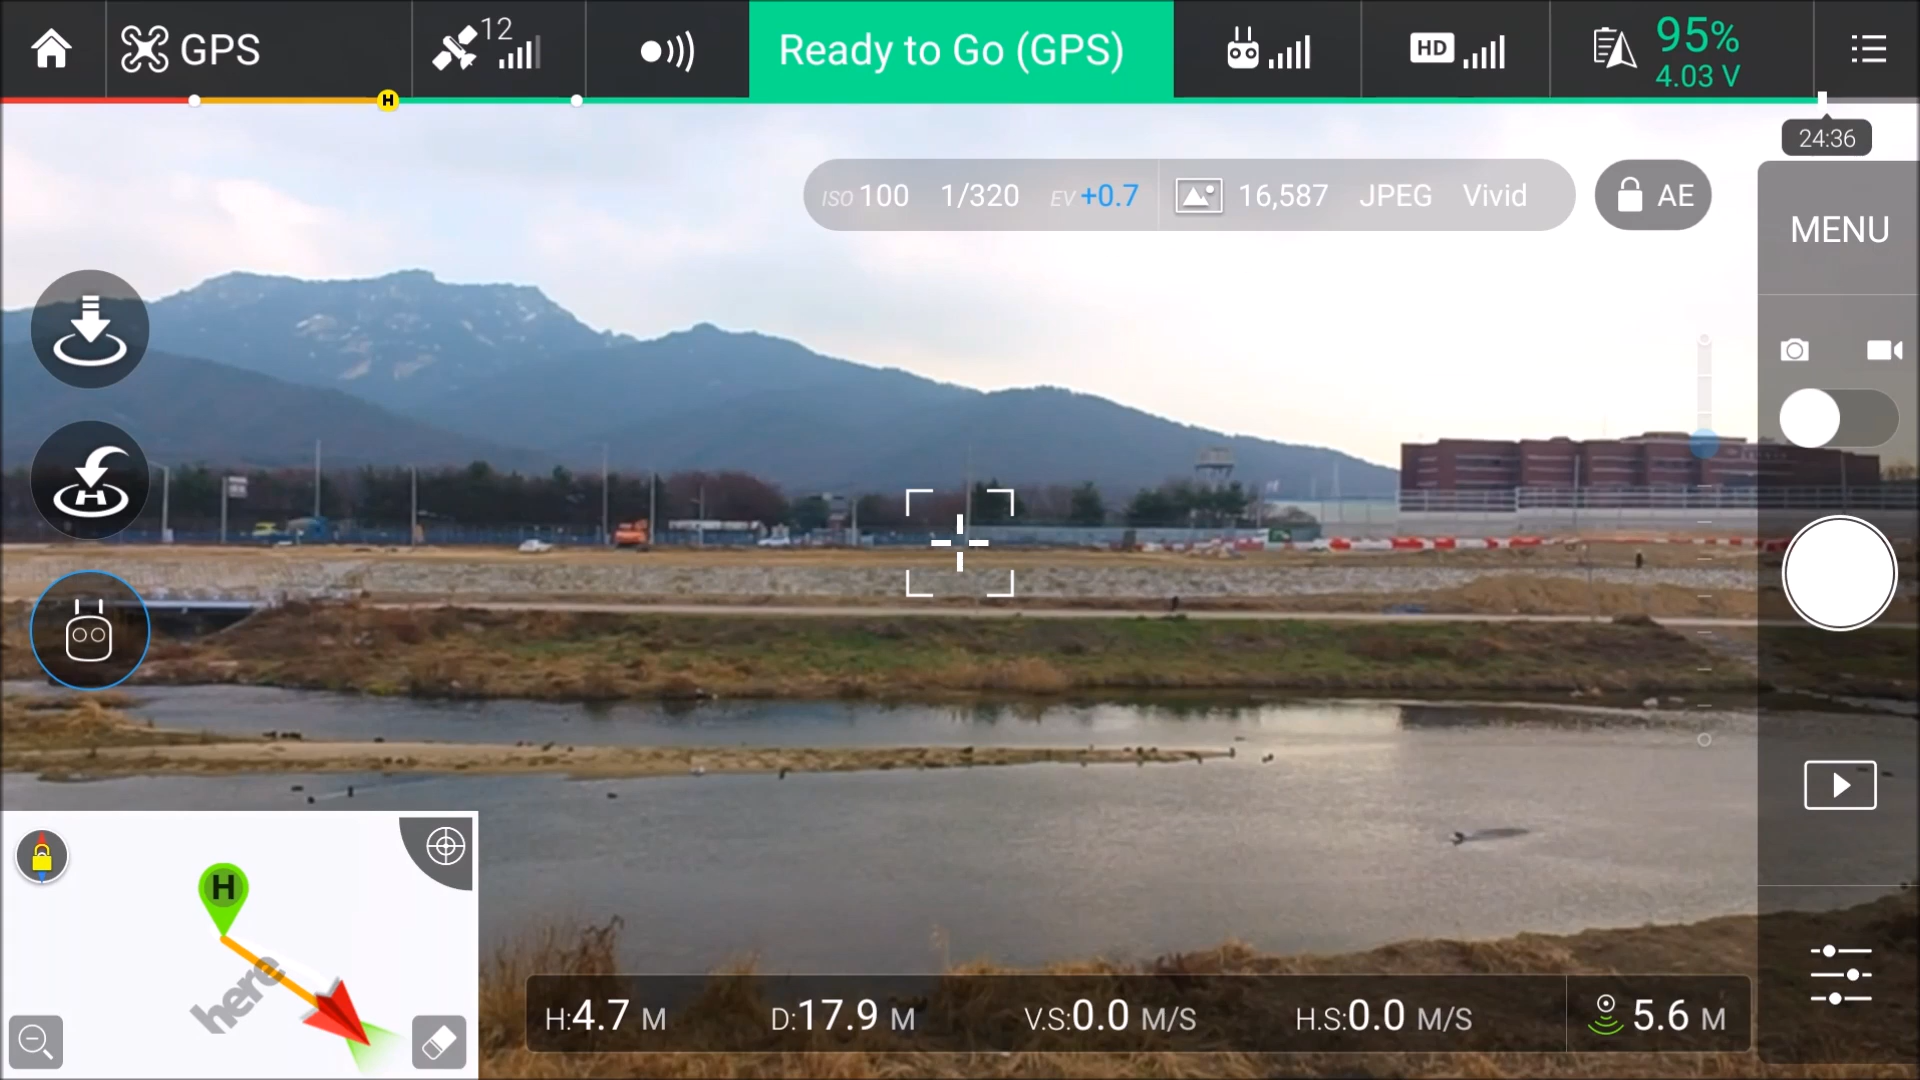 GPS
12
Ready to Go (GPS)
HD
95%
4.03 V
H
24:36
ISO 100 1/320 EV +0.7 16,587 JPEG Vivid
AE
MENU
H
H
here
H:4.7 M D:17.9 M V.S:0.0 M/S H.S:0.0 M/S 5.6 M